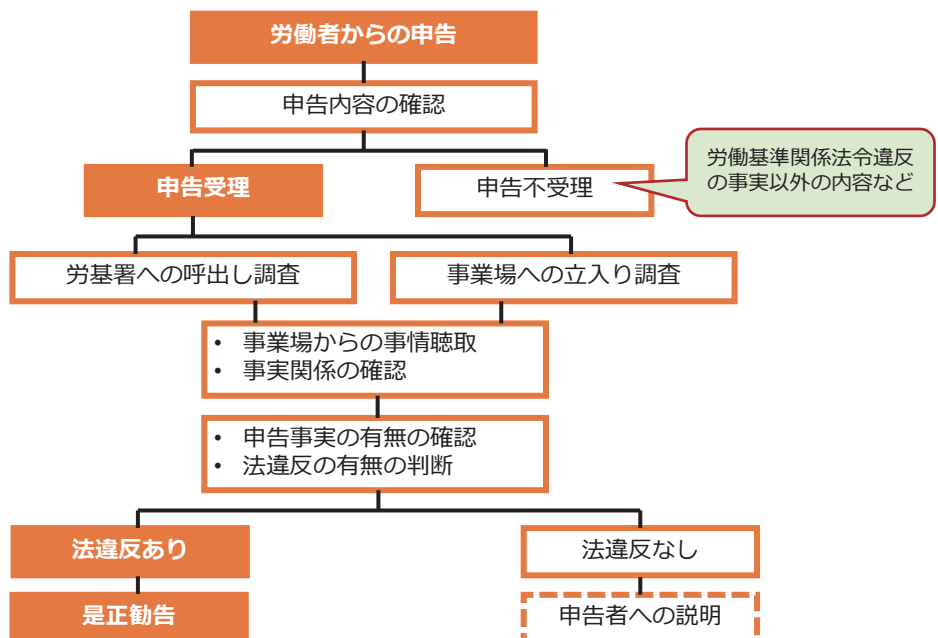 労働者からの申告
申告内容の確認
申告受理
申告不受理
労働基準関係法令違反
の事実以外の内容など
労基署への呼出し調査
事業場への立入り調査
• 事業場からの事情聴取
• 事実関係の確認
• 申告事実の有無の確認
• 法違反の有無の判断
法違反あり
法違反なし
是正勧告
申告者への説明